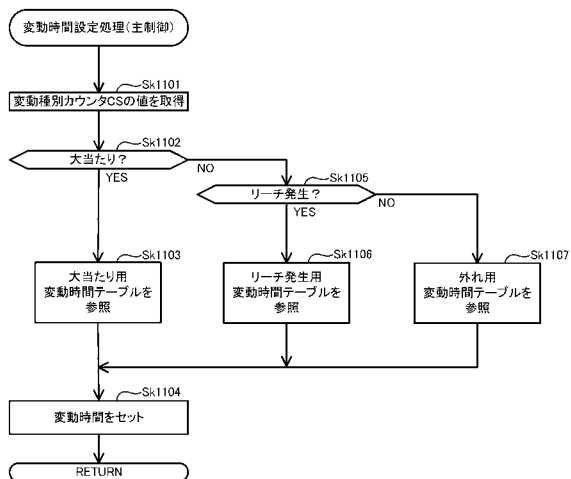 変動時間設定処理(主制御)
Sk1101
変動種別カウンタCSの値を取得
Sk1102
大当たり?
NO
YES
Sk1105
リーチ発生?
NO
YES
Sk1103
大当たり用
変動時間テーブルを
参照
Sk1106
リーチ発生用
変動時間テーブルを
参照
Sk1107
外れ用
変動時間テーブルを
参照
Sk1104
変動時間をセット
RETURN